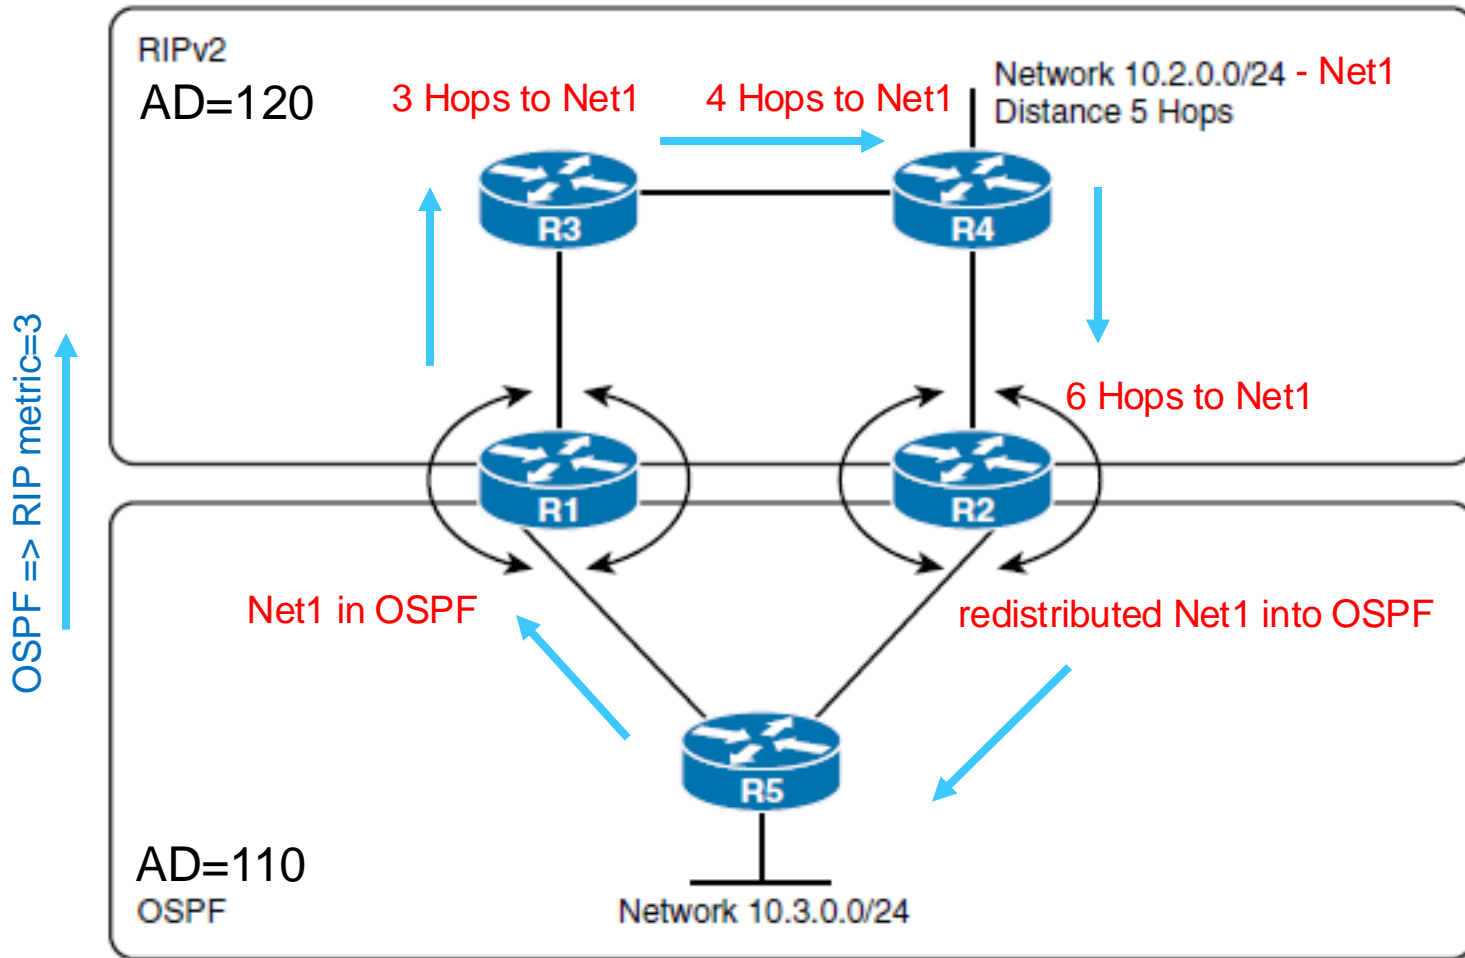 RIPv2
AD=120
3 Hops to Net1
4 Hops to Net1
Network 10.2.0.0/24 - Net1
Distance 5 Hops
R3
R4
OSPF => RIP metric=3
6 Hops to Net1
R1
R2
Net1 in OSPF
redistributed Net1 into OSPF
R5
AD=110
OSPF
Network 10.3.0.0/24